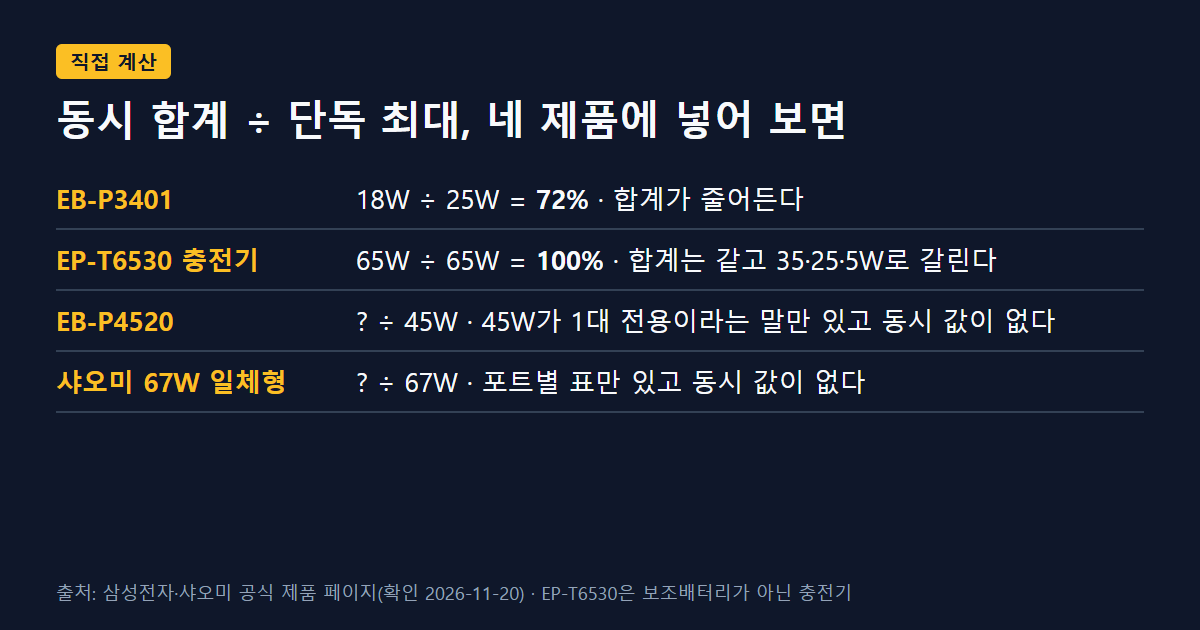 직접 계산
동시 합계 ÷ 단독 최대, 네 제품에 넣어 보면
EB-P3401 18W ÷ 25W = 72% · 합계가 줄어든다
EP-T6530 충전기 65W ÷ 65W = 100% · 합계는 같고 35·25·5W로 갈린다
EB-P4520 ? ÷ 45W · 45W가 1대 전용이라는 말만 있고 동시 값이 없다
샤오미 67W 일체형 ? ÷ 67W · 포트별 표만 있고 동시 값이 없다
출처: 삼성전자·샤오미 공식 제품 페이지(확인 2026-11-20) · EP-T6530은 보조배터리가 아닌 충전기